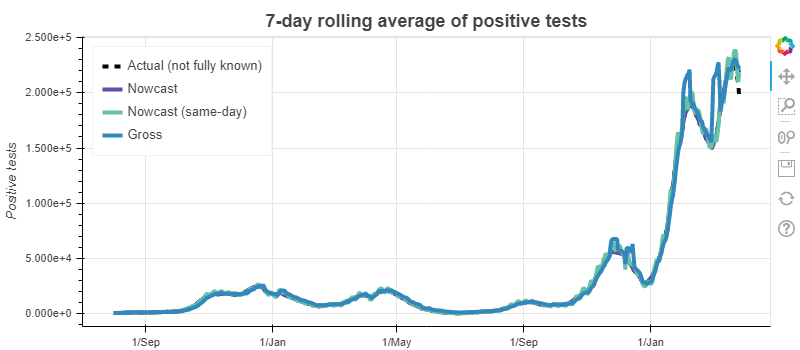 7-day rolling average of positive tests
2.500e+5
2.000e+5
1.500e+5
1.000e+5
5.000e+4
0.000e+0
Positive tests
Actual (not fully known)
Nowcast
Nowcast (same-day)
Gross
1/Sep
1/Jan
1/May
1/Sep
1/Jan